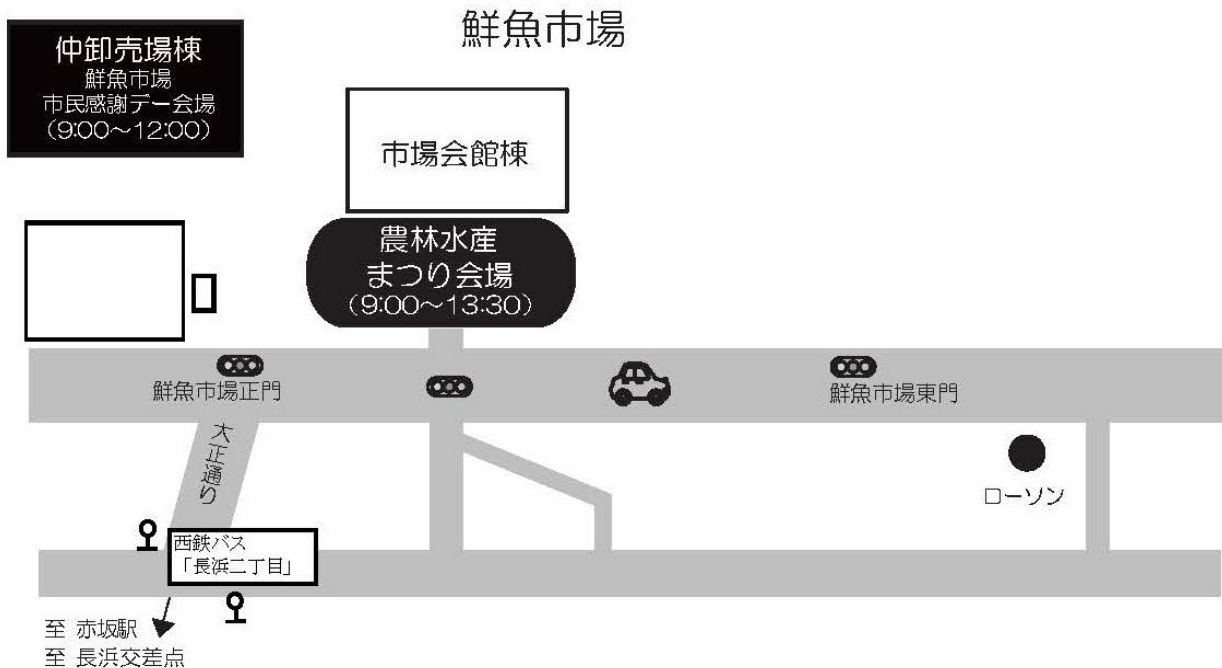 鮮魚市場
仲卸売場棟
鮮魚市場
市民感謝デー会場
(9:00～12:00)
市場会館棟
農林水産
まつり会場
(9:00～13:30)
鮮魚市場正門
鮮魚市場東門
大正通り
ローソン
西鉄バス
「長浜二丁目」
至 赤坂駅
至 長浜交差点